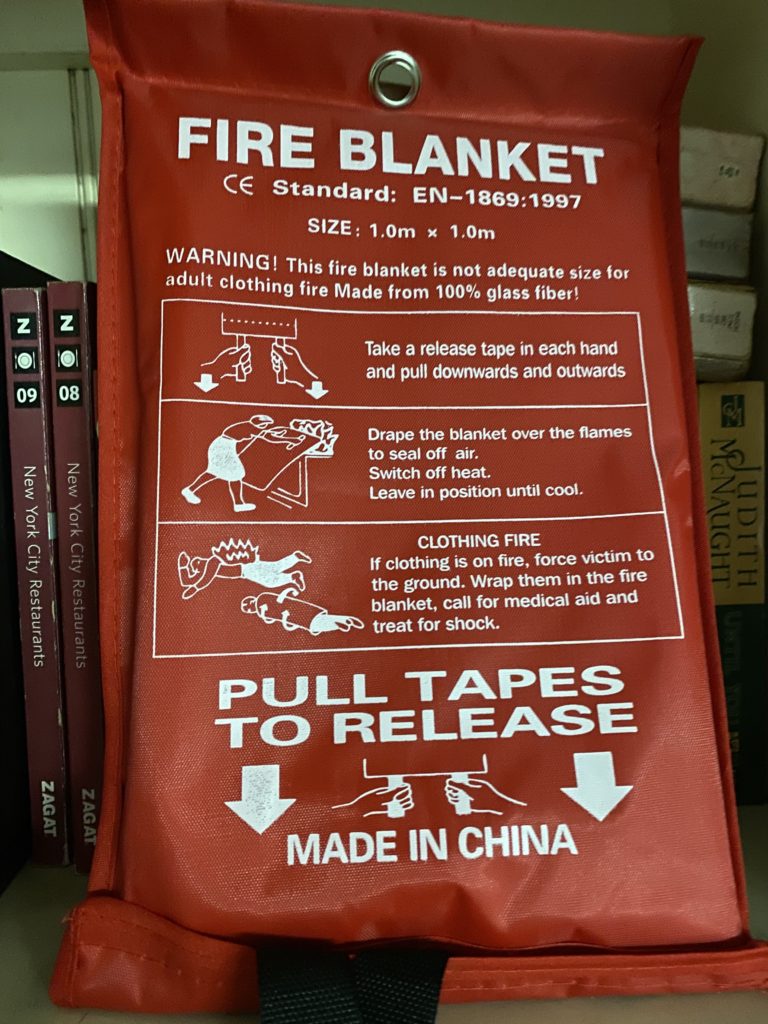 FIRE BLANKET
CE Standard: EN-1869:1997
SIZE: 1.0m × 1.0m
WARNING! This fire blanket is not adequate size for
adult clothing fire Made from 100% glass fiber!
Take a release tape in each hand
and pull downwards and outwards
Drape the blanket over the flames
to seal off air.
Switch off heat.
Leave in position until cool.
CLOTHING FIRE
If clothing is on fire, force victim to
the ground. Wrap them in the fire
blanket, call for medical aid and
treat for shock.
PULL TAPES
TO RELEASE
MADE IN CHINA
Z
09
New York City Restaurants
ZAGAT
Z
08
New York City Restaurants
ZAGAT
JUDITH
McNAUGHT
UNTIL YOU